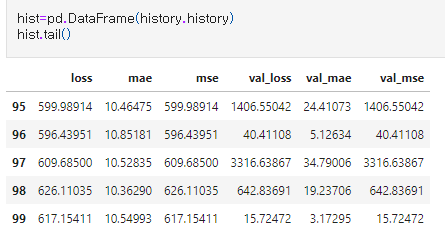 hist=pd.DataFrame(history.history)
hist.tail()
loss mae mse val_loss val_mae val_mse
95 599.98914 10.46475 599.98914 1406.55042 24.41073 1406.55042
96 596.43951 10.85181 596.43951 40.41108 5.12634 40.41108
97 609.68500 10.52835 609.68500 3316.63867 34.79006 3316.63867
98 626.11035 10.36290 626.11035 642.83691 19.23706 642.83691
99 617.15411 10.54993 617.15411 15.72472 3.17295 15.72472